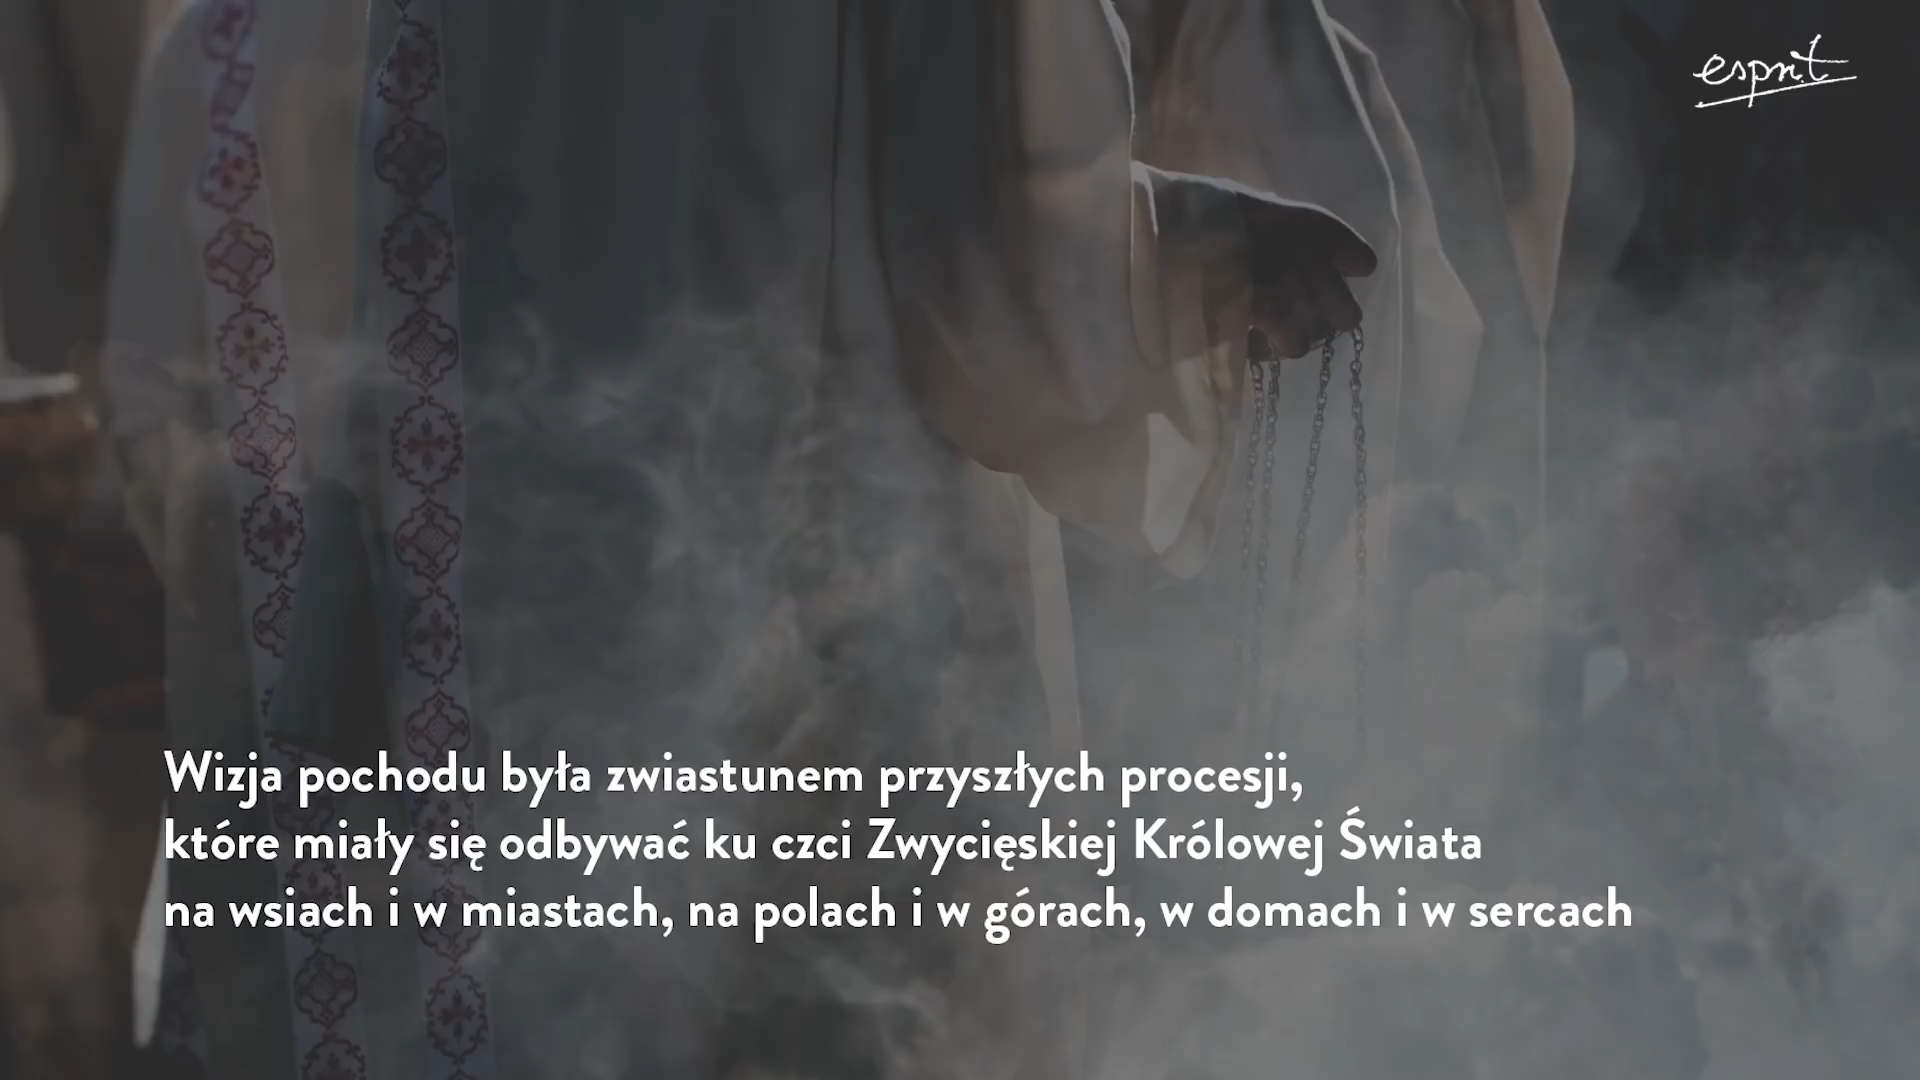 esprit
Wizja pochodu była zwiastunem przyszłych procesji,
które miały się odbywać ku czci Zwycięskiej Królowej Świata
na wsiach i w miastach, na polach i w górach, w domach i w sercach